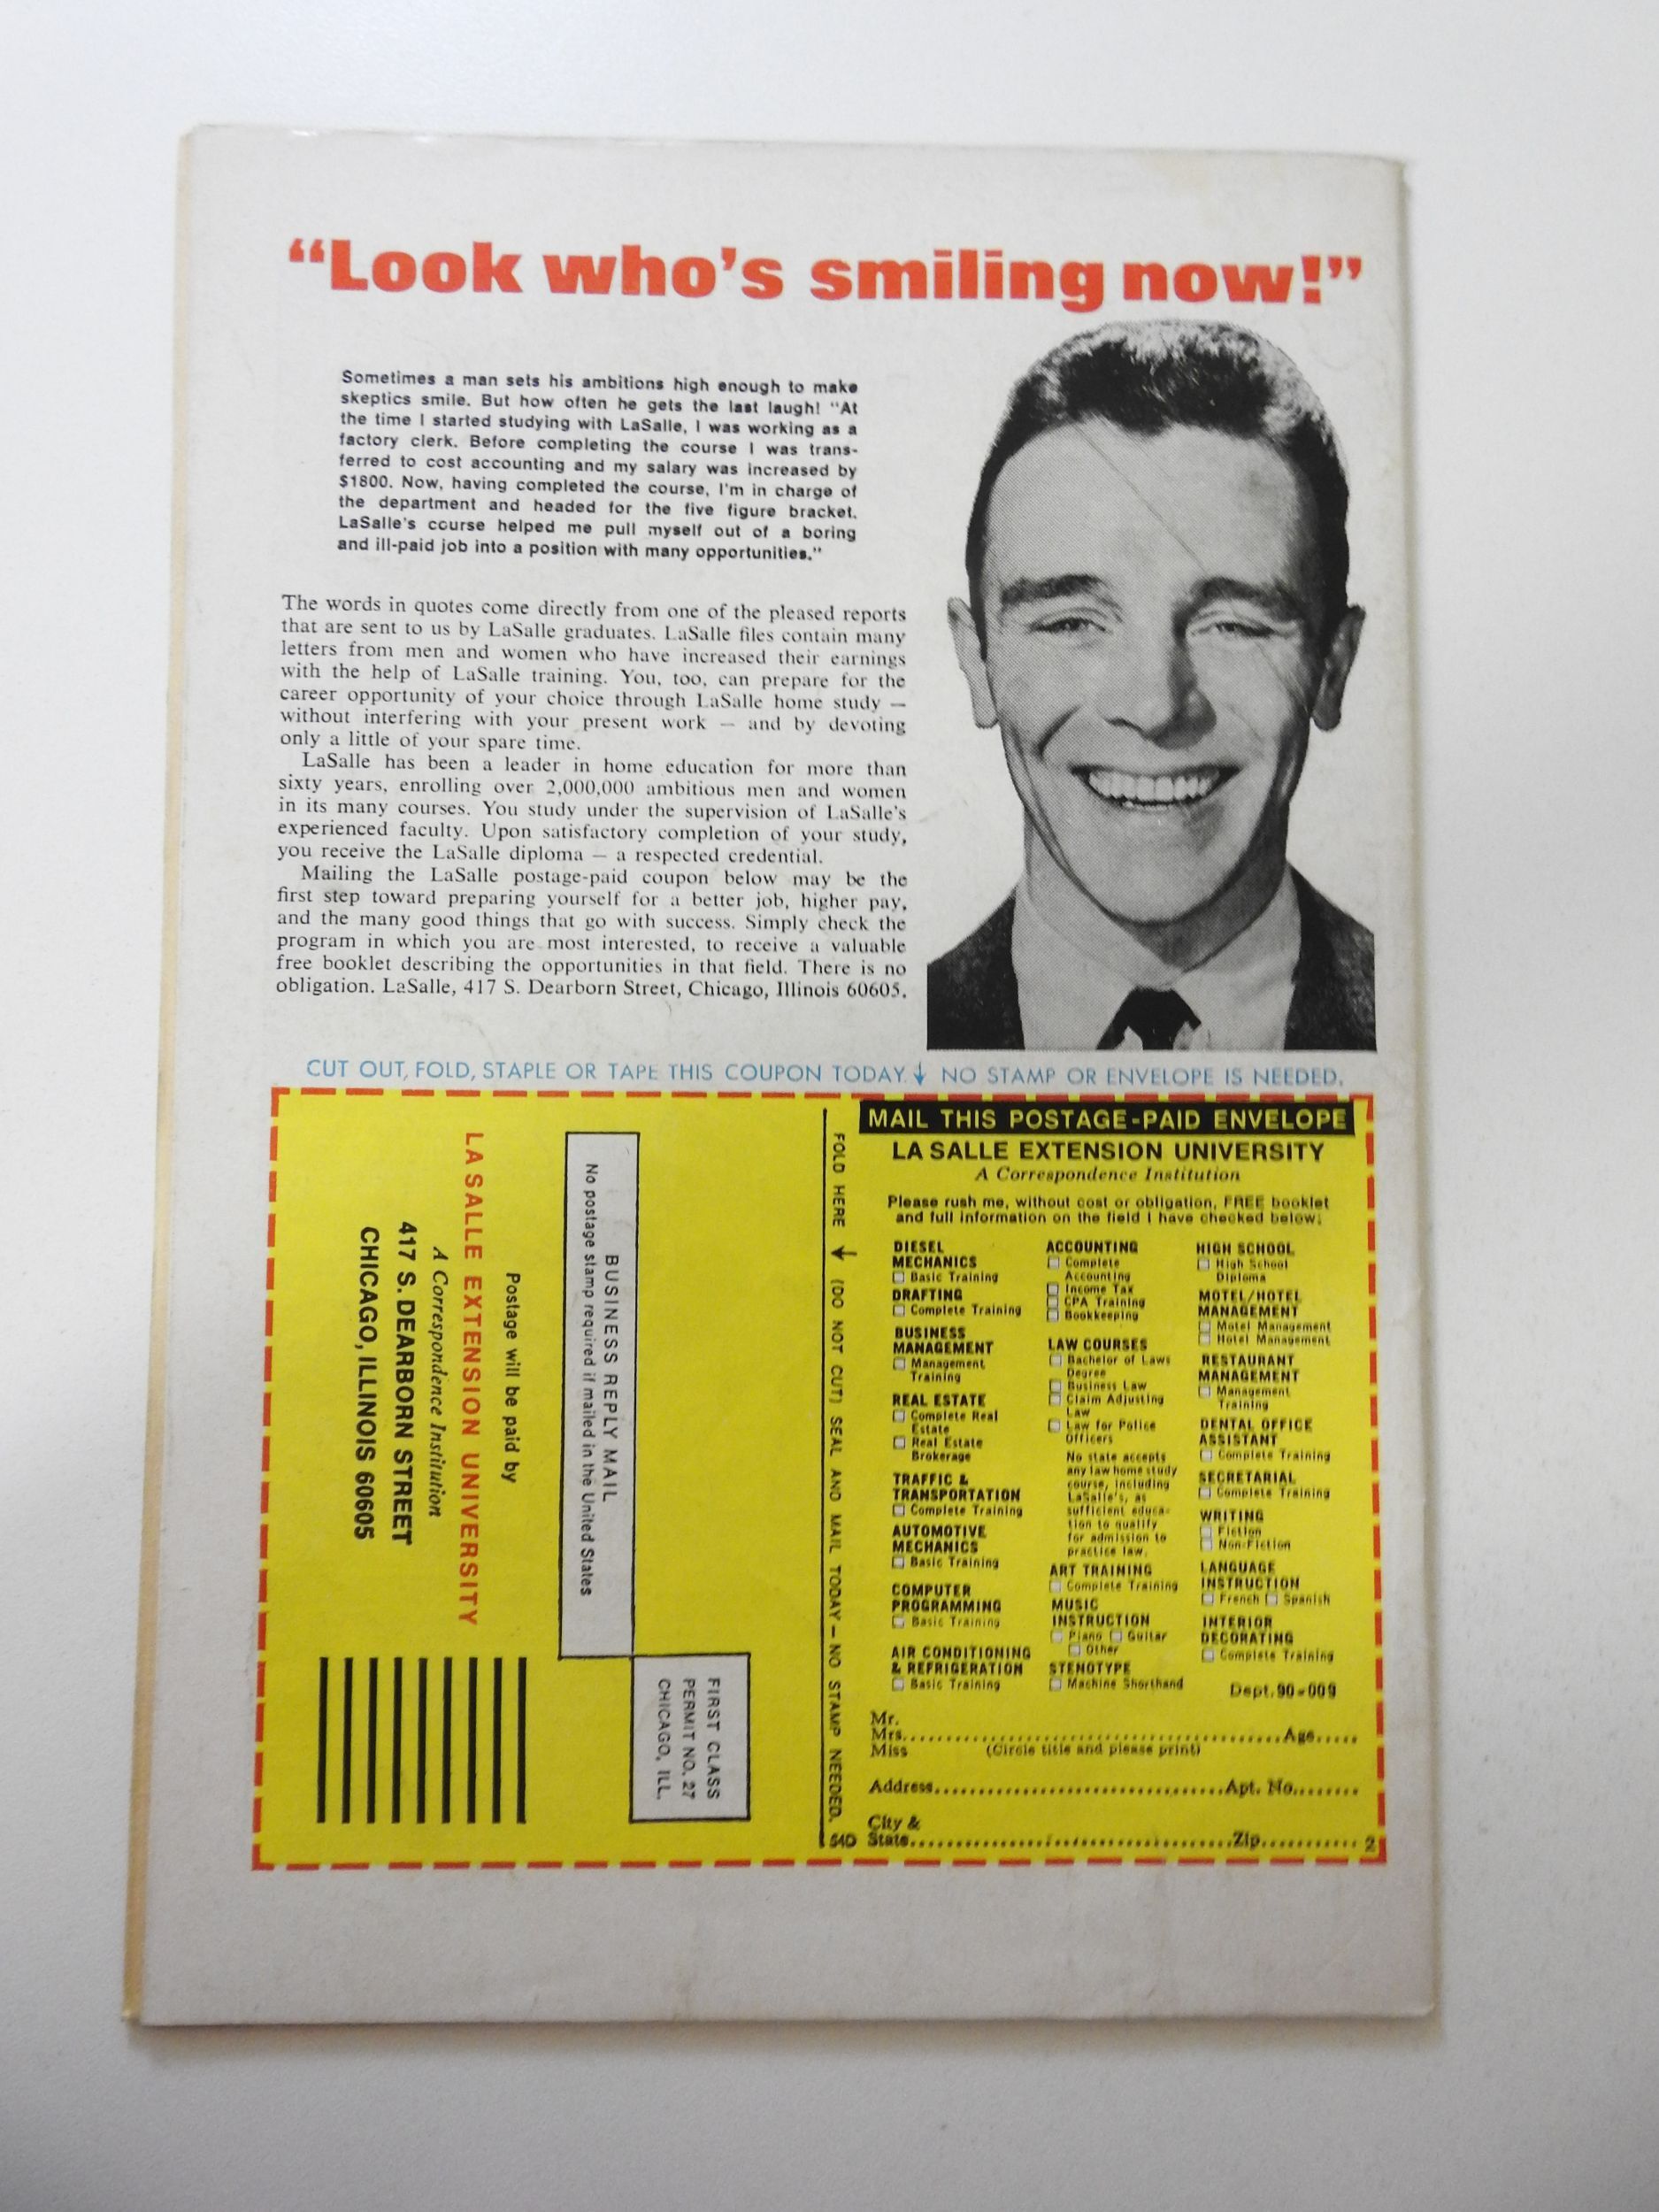 “Look who’s smiling now!”
Sometimes a man sets his ambitions high enough to make
skeptics smile. But how often he gets the last laugh! “At
the time I started studying with LaSalle, I was working as a
factory clerk. Before completing the course I was trans-
ferred to cost accounting and my salary was increased by
$1800. Now, having completed the course, I’m in charge of
the department and headed for the five figure bracket.
LaSalle’s course helped me pull myself out of a boring
and ill-paid job into a position with many opportunities.”
The words in quotes come directly from one of the pleased reports
that are sent to us by LaSalle graduates. LaSalle files contain many
letters from men and women who have increased their earnings
with the help of LaSalle training. You, too, can prepare for the
career opportunity of your choice through LaSalle home study —
without interfering with your present work — and by devoting
only a little of your spare time.
LaSalle has been a leader in home education for more than
sixty years, enrolling over 2,000,000 ambitious men and women
in its many courses. You study under the supervision of LaSalle’s
experienced faculty. Upon satisfactory completion of your study,
you receive the LaSalle diploma — a respected credential.
Mailing the LaSalle postage-paid coupon below may be the
first step toward preparing yourself for a better job, higher pay,
and the many good things that go with success. Simply check the
program in which you are most interested, to receive a valuable
free booklet describing the opportunities in that field. There is no
obligation. LaSalle, 417 S. Dearborn Street, Chicago, Illinois 60605.
CUT OUT, FOLD, STAPLE OR TAPE THIS COUPON TODAY. ↓ NO STAMP OR ENVELOPE IS NEEDED.
FIRST CLASS
PERMIT NO. 27
CHICAGO, ILL.
BUSINESS REPLY MAIL
No postage stamp required if mailed in the United States
Postage will be paid by
LA SALLE EXTENSION UNIVERSITY
A Correspondence Institution
417 S. DEARBORN STREET
CHICAGO, ILLINOIS 60605
FOLD HERE ↓ (DO NOT CUT) SEAL AND MAIL TODAY — NO STAMP NEEDED.
MAIL THIS POSTAGE-PAID ENVELOPE
LA SALLE EXTENSION UNIVERSITY
A Correspondence Institution
Please rush me, without cost or obligation, FREE booklet
and full information on the field I have checked below:
DIESEL
MECHANICS
Basic Training
DRAFTING
Complete Training
BUSINESS
MANAGEMENT
Management
Training
REAL ESTATE
Complete Real
Estate
Real Estate
Brokerage
TRAFFIC &
TRANSPORTATION
Complete Training
AUTOMOTIVE
MECHANICS
Basic Training
COMPUTER
PROGRAMMING
Basic Training
AIR CONDITIONING
& REFRIGERATION
Basic Training
ACCOUNTING
Complete
Accounting
Income Tax
CPA Training
Bookkeeping
LAW COURSES
Bachelor of Laws
Degree
Business Law
Claim Adjusting
Law
Law for Police
Officers
No state accepts
any law home study
course, including
LaSalle’s, as
sufficient educa-
tion to qualify
for admission to
practice law.
ART TRAINING
Complete Training
MUSIC
INSTRUCTION
Piano Guitar
Other
STENOTYPE
Machine Shorthand
HIGH SCHOOL
High School
Diploma
MOTEL/HOTEL
MANAGEMENT
Motel Management
Hotel Management
RESTAURANT
MANAGEMENT
Management
Training
DENTAL OFFICE
ASSISTANT
Complete Training
SECRETARIAL
Complete Training
WRITING
Fiction
Non-Fiction
LANGUAGE
INSTRUCTION
French Spanish
INTERIOR
DECORATING
Complete Training
Dept. 90-009
Mr.
Mrs. Age
Miss (Circle title and please print)
Address Apt. No.
City &
State Zip
54D 2